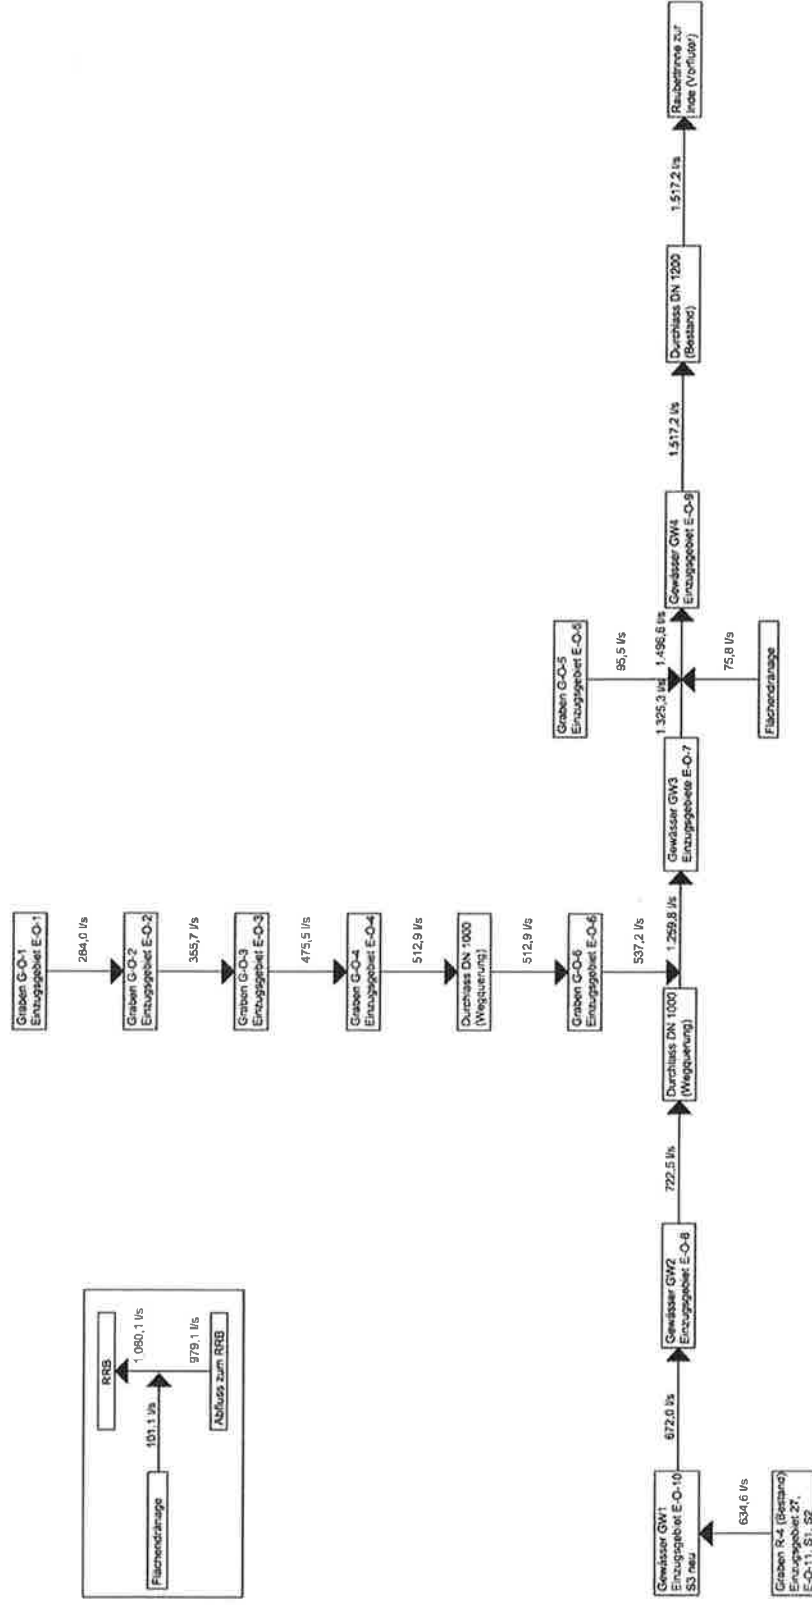 RRB
1.080,1 l/s
101,1 l/s
979,1 l/s
Flächendränage
Abfluss zum RRB
Graben G-O-1
Einzugsgebiet E-O-1
284,0 l/s
Graben G-O-2
Einzugsgebiet E-O-2
355,7 l/s
Graben G-O-3
Einzugsgebiet E-O-3
475,5 l/s
Graben G-O-4
Einzugsgebiet E-O-4
512,9 l/s
Durchlass DN 1000
(Wegquerung)
512,9 l/s
Graben G-O-6
Einzugsgebiet E-O-6
537,2 l/s
Graben R-4 (Bestand)
Einzugsgebiet 27,
E-O-11, S1, S2
634,6 l/s
Gewässer GW1
Einzugsgebiet E-O-10
S3 neu
672,0 l/s
Gewässer GW2
Einzugsgebiet E-O-8
722,5 l/s
Durchlass DN 1000
(Wegquerung)
1.259,8 l/s
Gewässer GW3
Einzugsgebiete E-O-7
1.325,3 l/s
Graben G-O-5
Einzugsgebiet E-O-5
95,5 l/s
75,8 l/s
Flächendränage
1.496,6 l/s
Gewässer GW4
Einzugsgebiet E-O-9
1.517,2 l/s
Durchlass DN 1200
(Bestand)
1.517,2 l/s
Raubettrinne zur
Inde (Vorfluter)